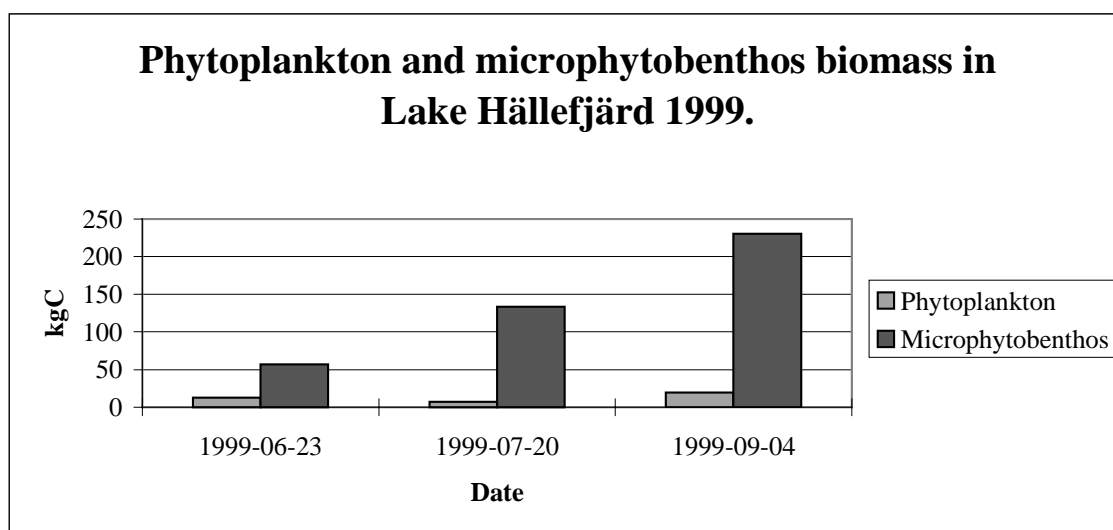 Phytoplankton and microphytobenthos biomass in
Lake Hällefjärd 1999.
250
200
150
100
50
0
kgC
1999-06-23
1999-07-20
1999-09-04
Date
Phytoplankton
Microphytobenthos